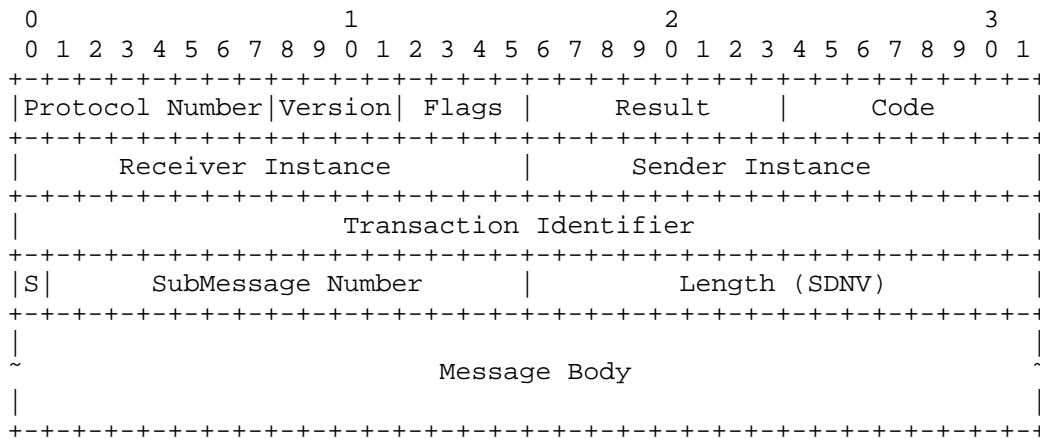 0                   1                   2                   3
 0 1 2 3 4 5 6 7 8 9 0 1 2 3 4 5 6 7 8 9 0 1 2 3 4 5 6 7 8 9 0 1
+-+-+-+-+-+-+-+-+-+-+-+-+-+-+-+-+-+-+-+-+-+-+-+-+-+-+-+-+-+-+-+-+
|Protocol Number|Version| Flags |     Result    |     Code      |
+-+-+-+-+-+-+-+-+-+-+-+-+-+-+-+-+-+-+-+-+-+-+-+-+-+-+-+-+-+-+-+-+
|      Receiver Instance        |      Sender Instance          |
+-+-+-+-+-+-+-+-+-+-+-+-+-+-+-+-+-+-+-+-+-+-+-+-+-+-+-+-+-+-+-+-+
|                    Transaction Identifier                     |
+-+-+-+-+-+-+-+-+-+-+-+-+-+-+-+-+-+-+-+-+-+-+-+-+-+-+-+-+-+-+-+-+
|S|      SubMessage Number      |         Length (SDNV)         |
+-+-+-+-+-+-+-+-+-+-+-+-+-+-+-+-+-+-+-+-+-+-+-+-+-+-+-+-+-+-+-+-+
|                                                               |
~                          Message Body                         ~
|                                                               |
+-+-+-+-+-+-+-+-+-+-+-+-+-+-+-+-+-+-+-+-+-+-+-+-+-+-+-+-+-+-+-+-+